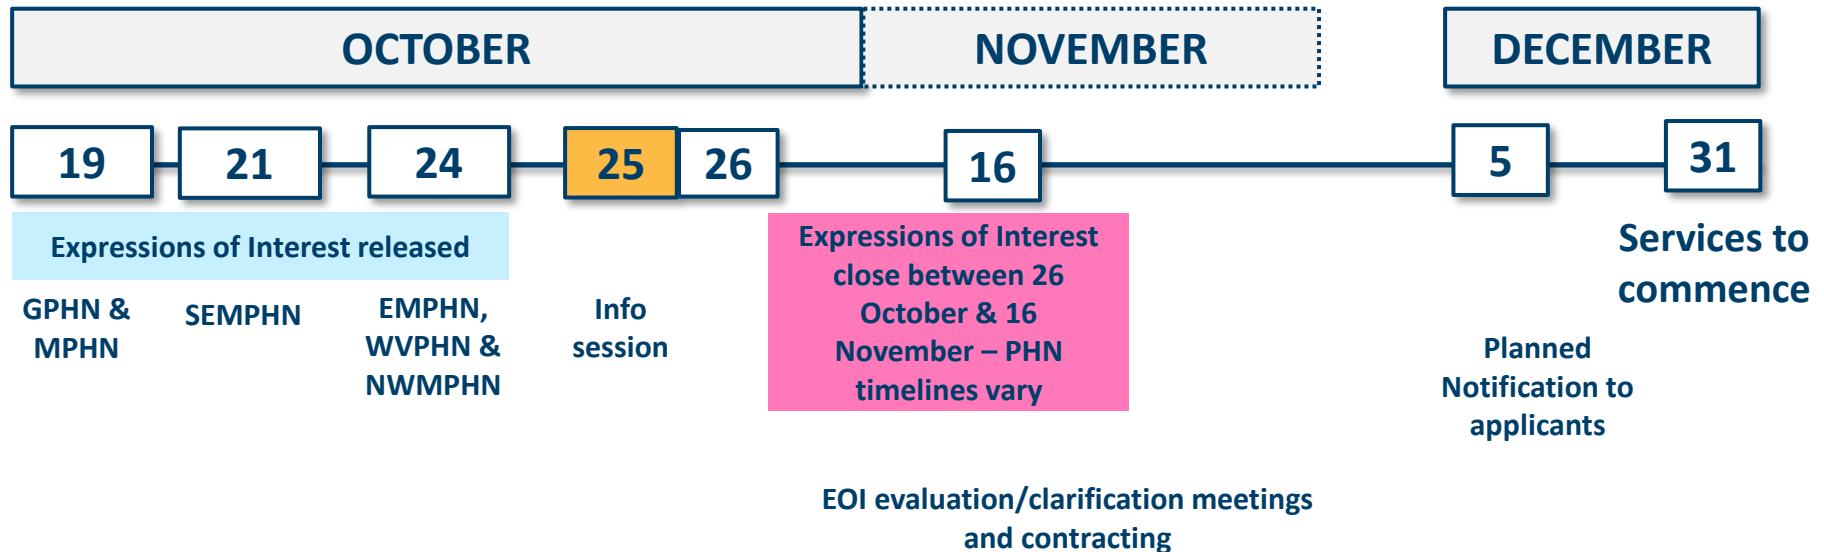 OCTOBER
NOVEMBER
DECEMBER
19
21
24
25
26
16
5
31
Expressions of Interest released
GPHN &
MPHN
SEMPHN
EMPHN,
WVPHN &
NWMPHN
Info
session
Expressions of Interest
close between 26
October & 16
November – PHN
timelines vary
Services to
commence
Planned
Notification to
applicants
EOI evaluation/clarification meetings
and contracting